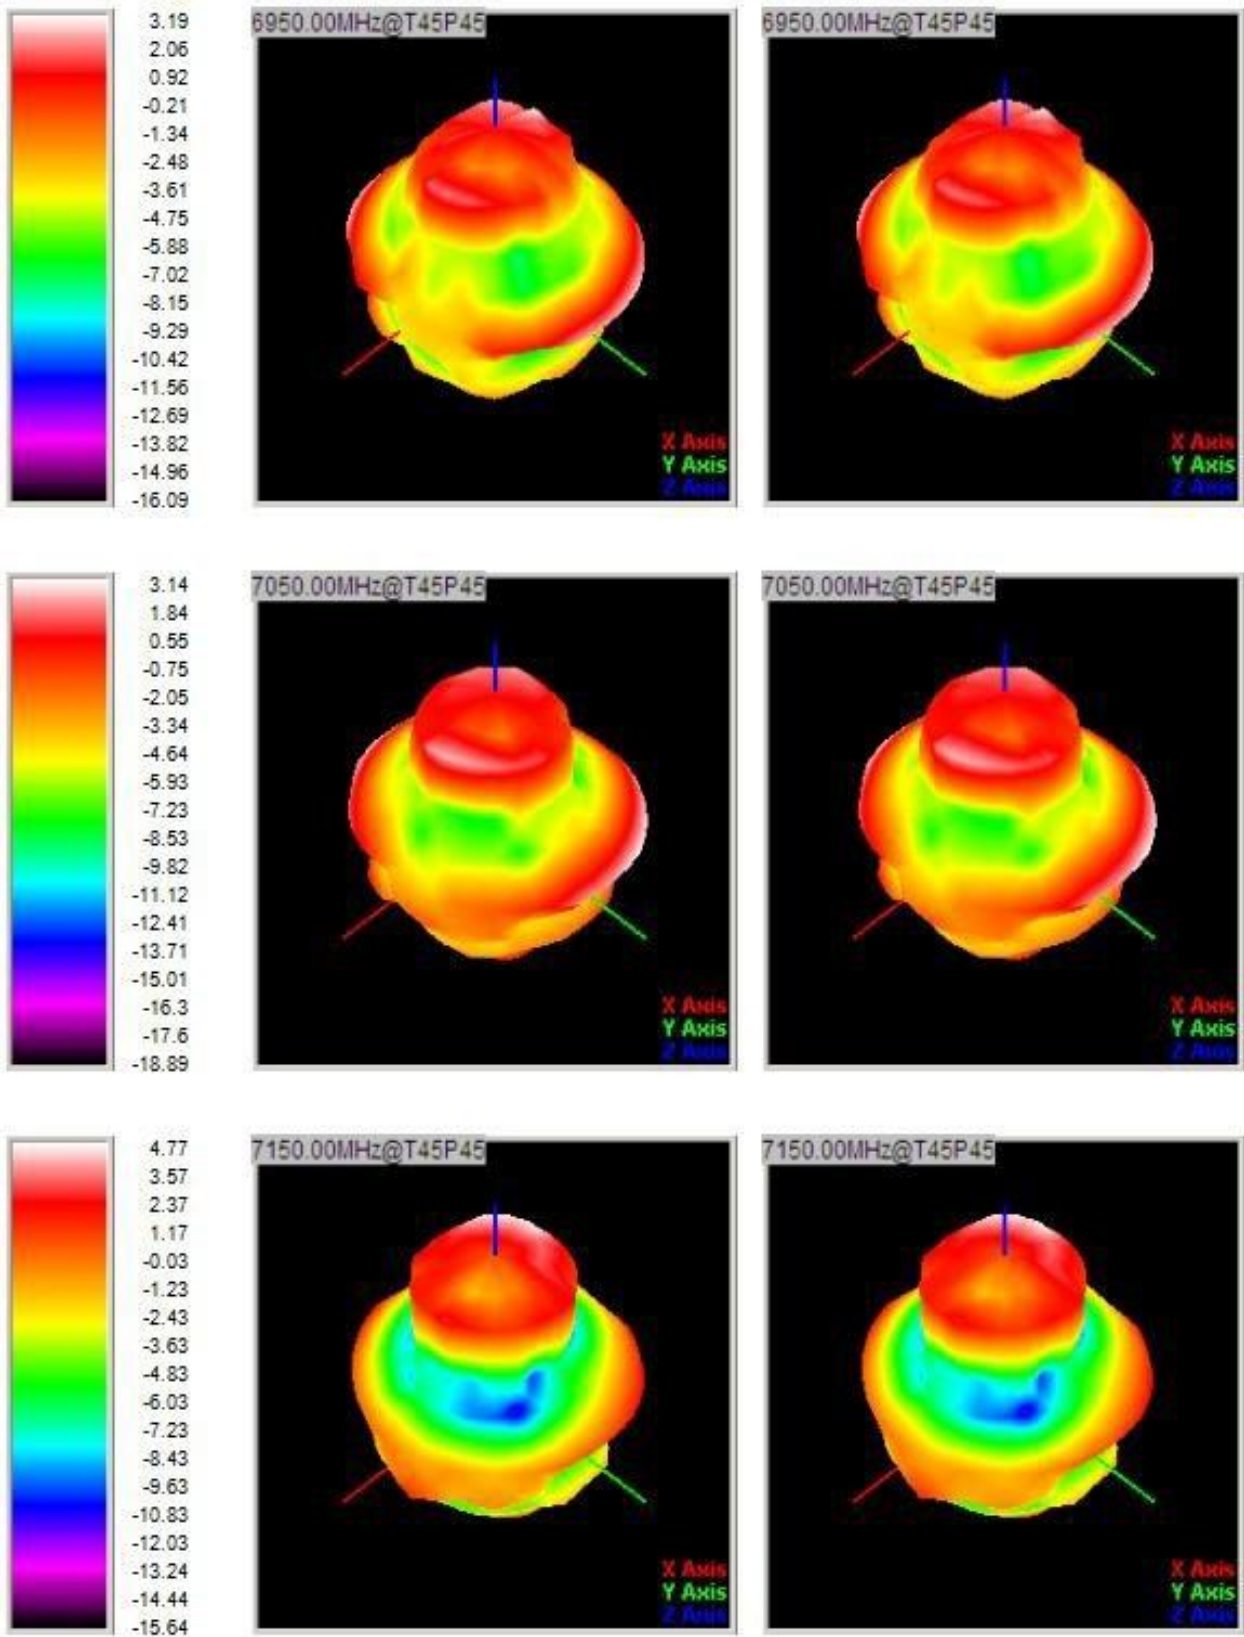 3.19
2.06
0.92
-0.21
-1.34
-2.48
-3.61
-4.75
-5.88
-7.02
-8.15
-9.29
-10.42
-11.56
-12.69
-13.82
-14.96
-16.09
6950.00MHz@T45P45
X Axis
Y Axis
Z Axis
6950.00MHz@T45P45
X Axis
Y Axis
Z Axis
3.14
1.84
0.55
-0.75
-2.05
-3.34
-4.64
-5.93
-7.23
-8.53
-9.82
-11.12
-12.41
-13.71
-15.01
-16.3
-17.6
-18.89
7050.00MHz@T45P45
X Axis
Y Axis
Z Axis
7050.00MHz@T45P45
X Axis
Y Axis
Z Axis
4.77
3.57
2.37
1.17
-0.03
-1.23
-2.43
-3.63
-4.83
-6.03
-7.23
-8.43
-9.63
-10.83
-12.03
-13.24
-14.44
-15.64
7150.00MHz@T45P45
X Axis
Y Axis
Z Axis
7150.00MHz@T45P45
X Axis
Y Axis
Z Axis